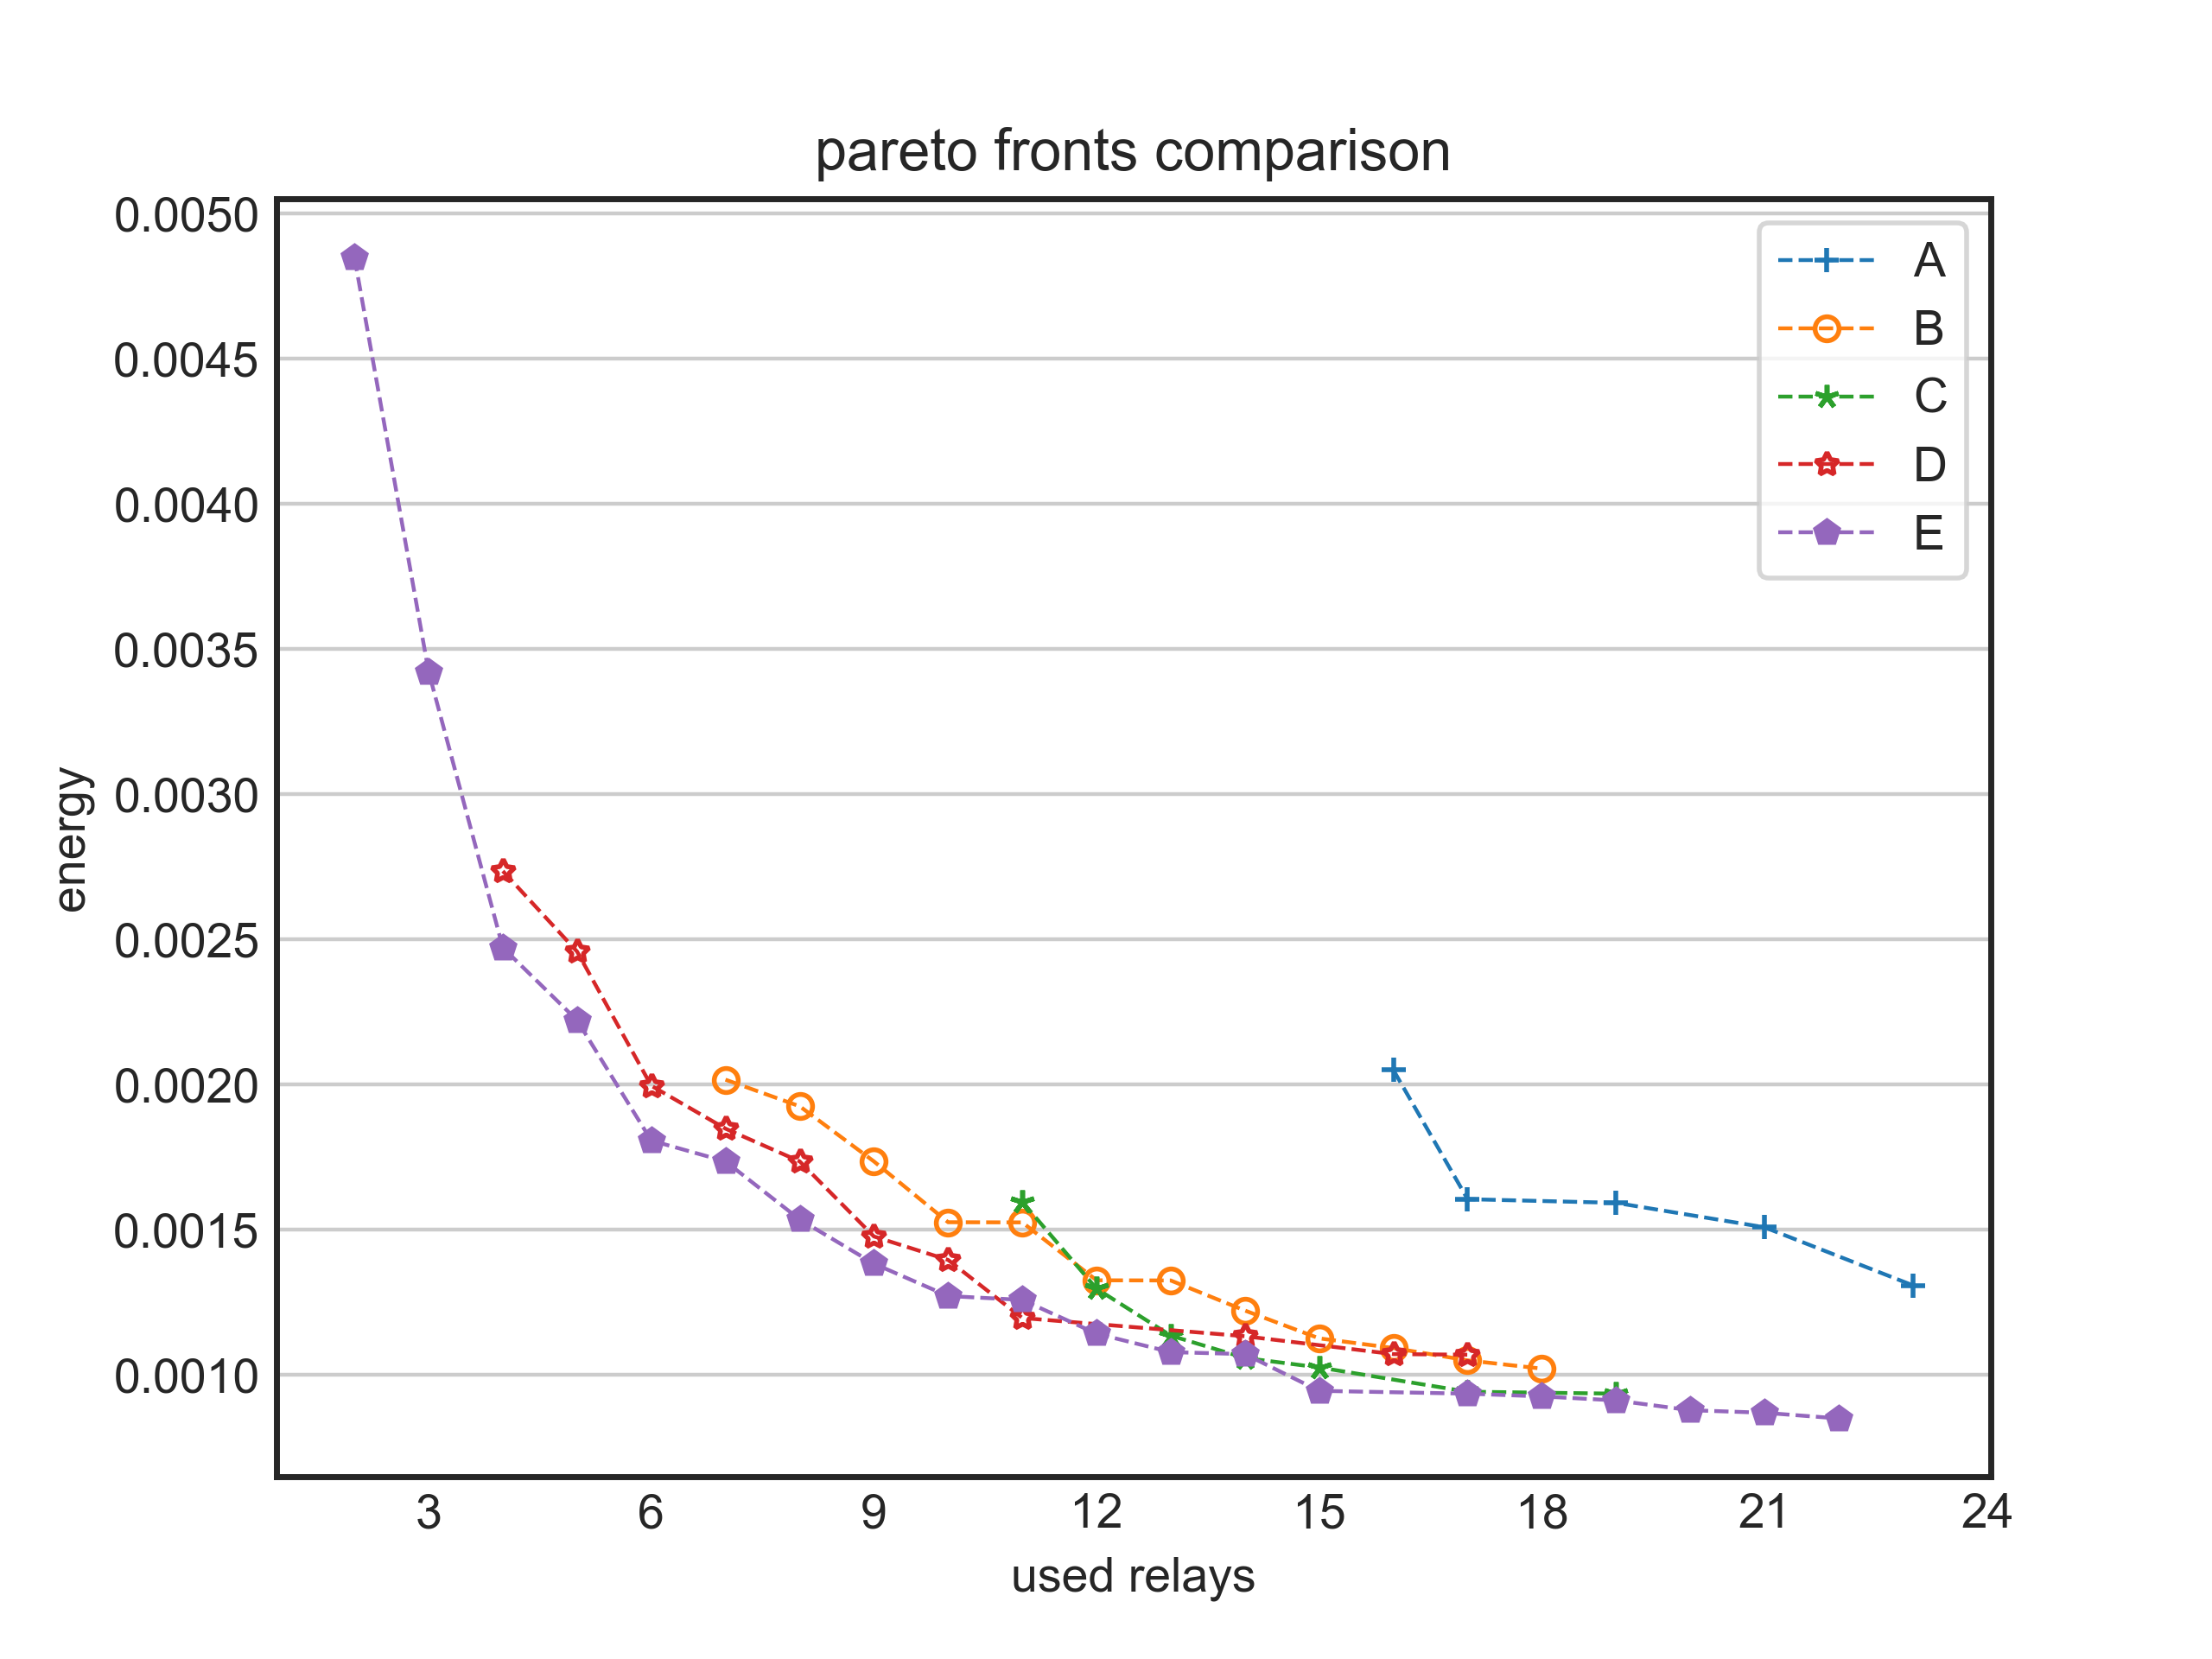 pareto fronts comparison
0.0050
0.0045
0.0040
0.0035
0.0030
0.0025
0.0020
0.0015
0.0010
energy
A
B
C
D
E
3 6 9 12 15 18 21 24
used relays